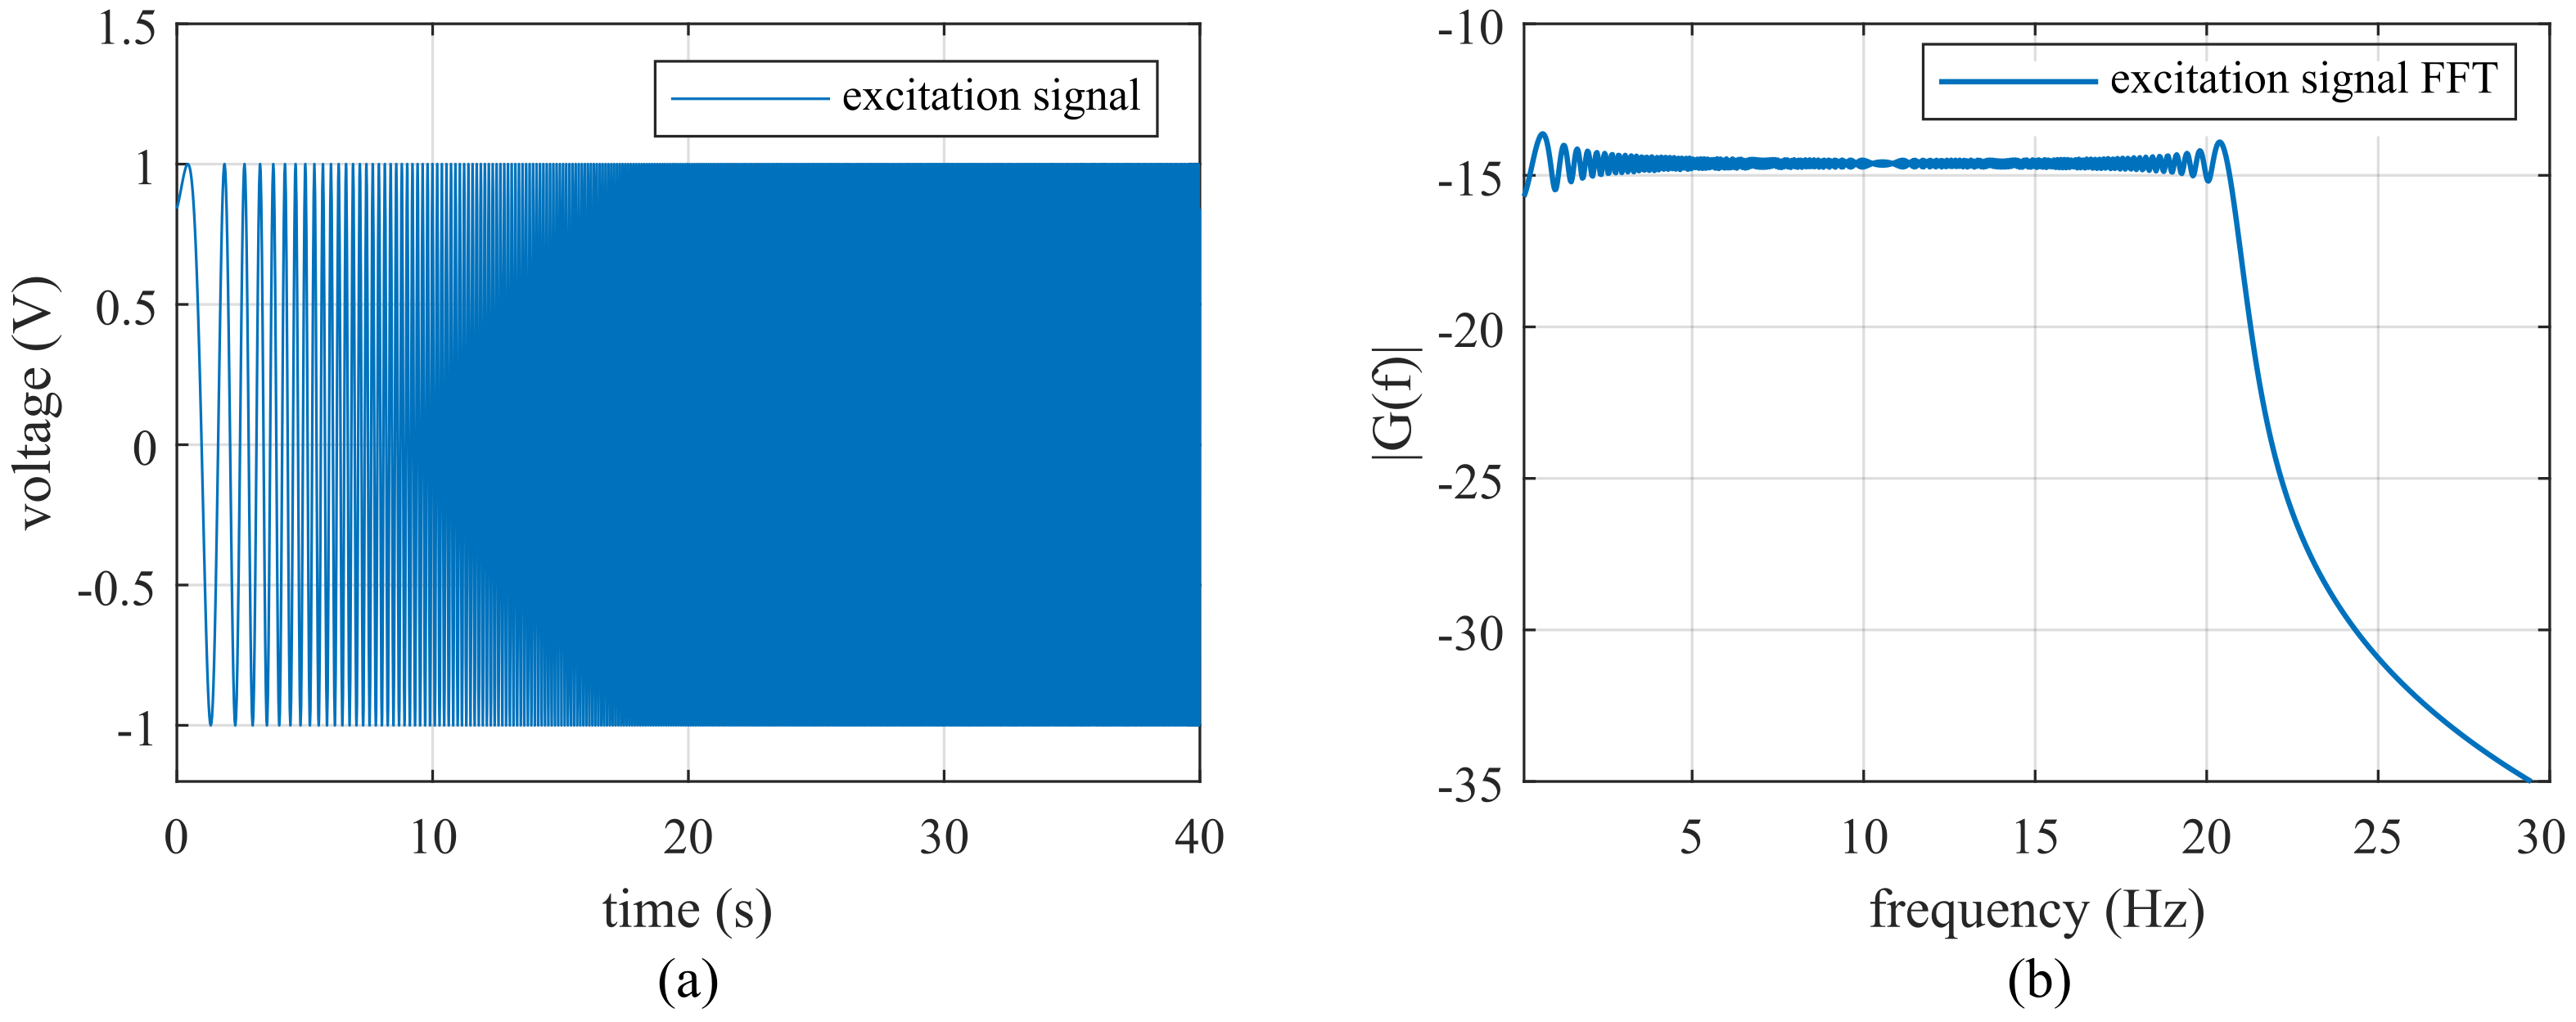 1.5
1
0.5
0
-0.5
-1
voltage (V)
0 10 20 30 40
time (s)
excitation signal
(a)
-10
-15
-20
-25
-30
-35
|G(f)|
5 10 15 20 25 30
frequency (Hz)
excitation signal FFT
(b)